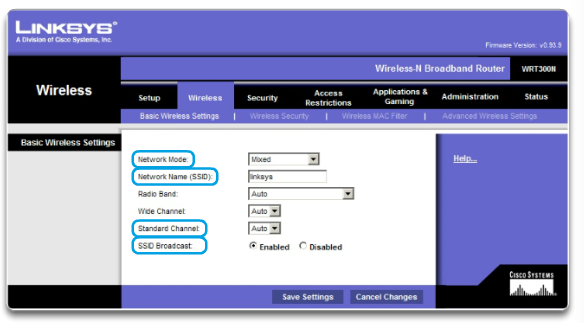 LINKSYS®
A Division of Cisco Systems, Inc.
Firmware Version: v0.93.9
Wireless-N Broadband Router WRT300N
Wireless
Setup Wireless Security Access Restrictions Applications & Gaming Administration Status
Basic Wireless Settings | Wireless Security | Wireless MAC Filter | Advanced Wireless Settings
Basic Wireless Settings
Help...
Network Mode: Mixed
Network Name (SSID): linksys
Radio Band: Auto
Wide Channel: Auto
Standard Channel: Auto
SSID Broadcast: Enabled Disabled
CISCO SYSTEMS
Save Settings Cancel Changes